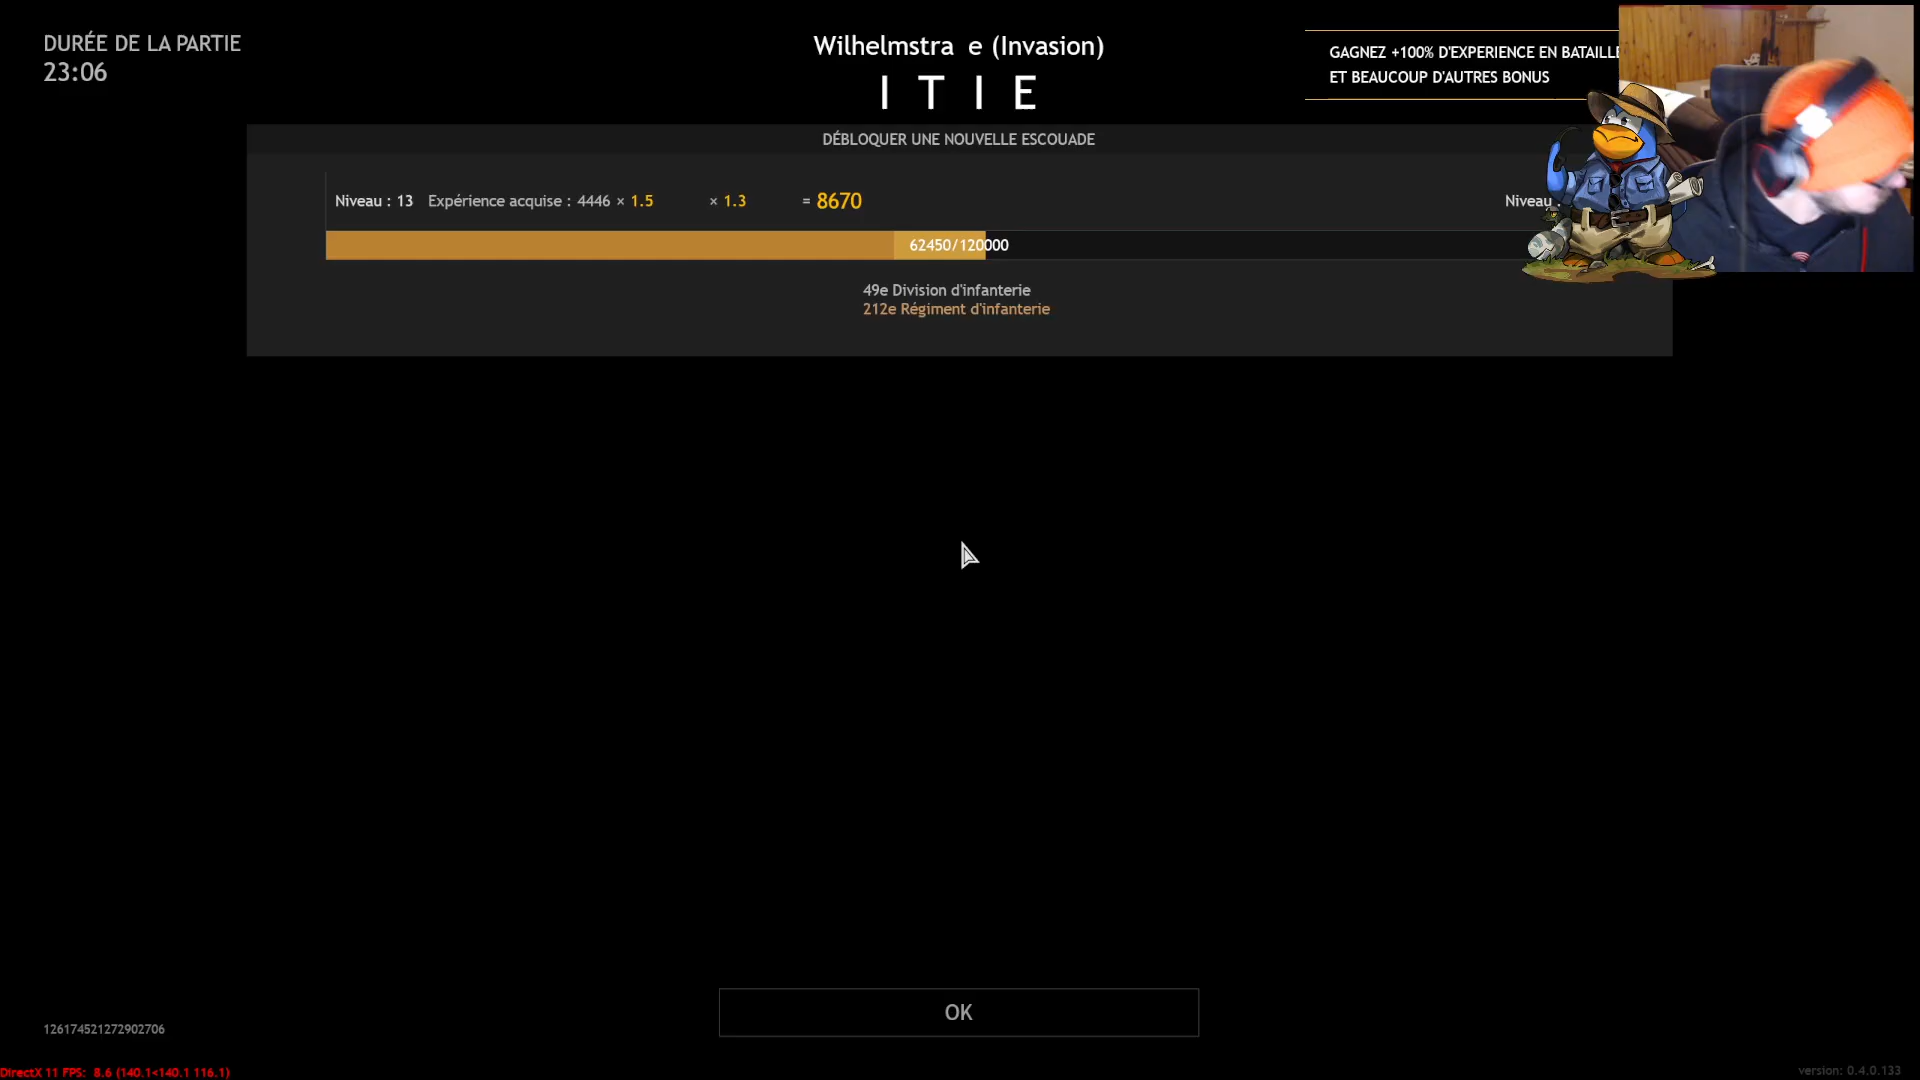 DURÉE DE LA PARTIE
23:06
Wilhelmstra e (Invasion)
I T I E
GAGNEZ +100% D'EXPERIENCE EN BATAILLE
ET BEAUCOUP D'AUTRES BONUS
DÉBLOQUER UNE NOUVELLE ESCOUADE
Niveau : 13 Expérience acquise : 4446 × 1.5 × 1.3 = 8670
Niveau :
62450/120000
49e Division d'infanterie
212e Régiment d'infanterie
OK
126174521272902706
DirectX 11 FPS: 8.6 (140.1<140.1 116.1)
version: 0.4.0.133